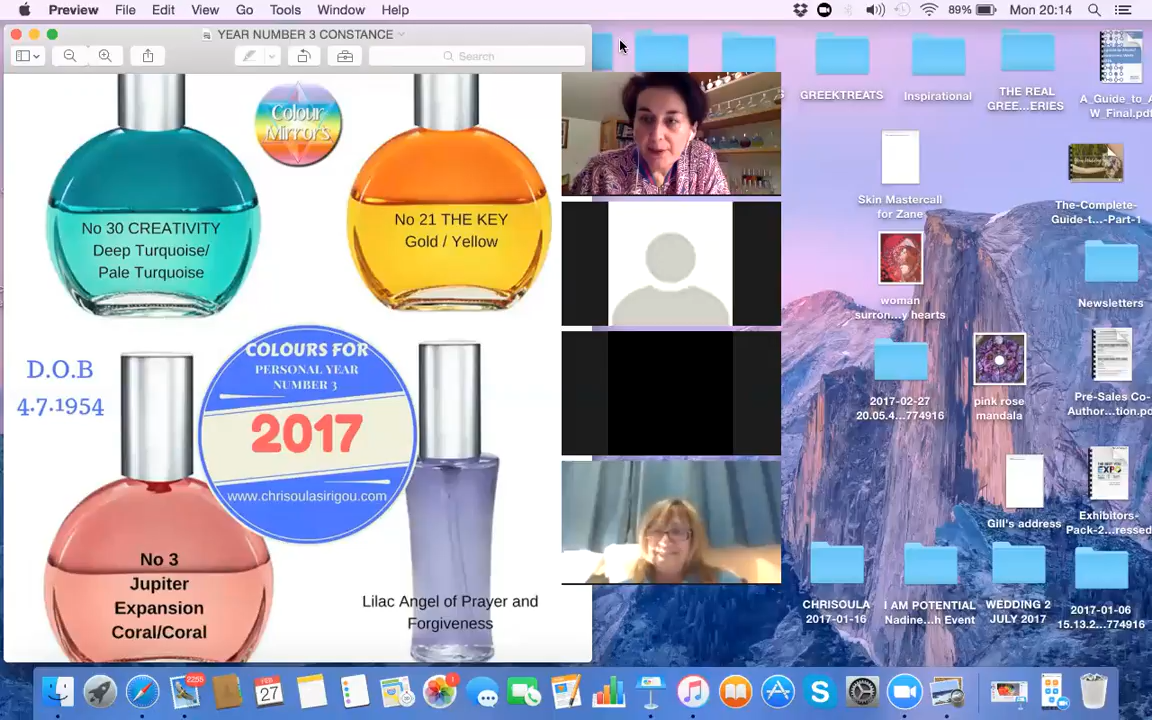 Preview File Edit View Go Tools Window Help
89% Mon 20:14
YEAR NUMBER 3 CONSTANCE
Search
Colour
Mirrors
No 30 CREATIVITY
Deep Turquoise/
Pale Turquoise
No 21 THE KEY
Gold / Yellow
D.O.B
4.7.1954
COLOURS FOR
PERSONAL YEAR
NUMBER 3
2017
www.chrisoulasirigou.com
No 3
Jupiter
Expansion
Coral/Coral
Lilac Angel of Prayer and
Forgiveness
GREEKTREATS
Inspirational
THE REAL
GREE...ERIES
A_Guide_to_A
W_Final.pdf
Skin Mastercall
for Zane
The-Complete-
Guide-t...-Part-1
woman
surron...y hearts
Newsletters
2017-02-27
20.05.4...774916
pink rose
mandala
Pre-Sales Co-
Author...tion.pd
Gill's address
Exhibitors-
Pack-2...ressed
CHRISOULA
2017-01-16
I AM POTENTIAL
Nadine...h Event
WEDDING 2
JULY 2017
2017-01-06
15.13.2...774916
2255
FEB
27
1